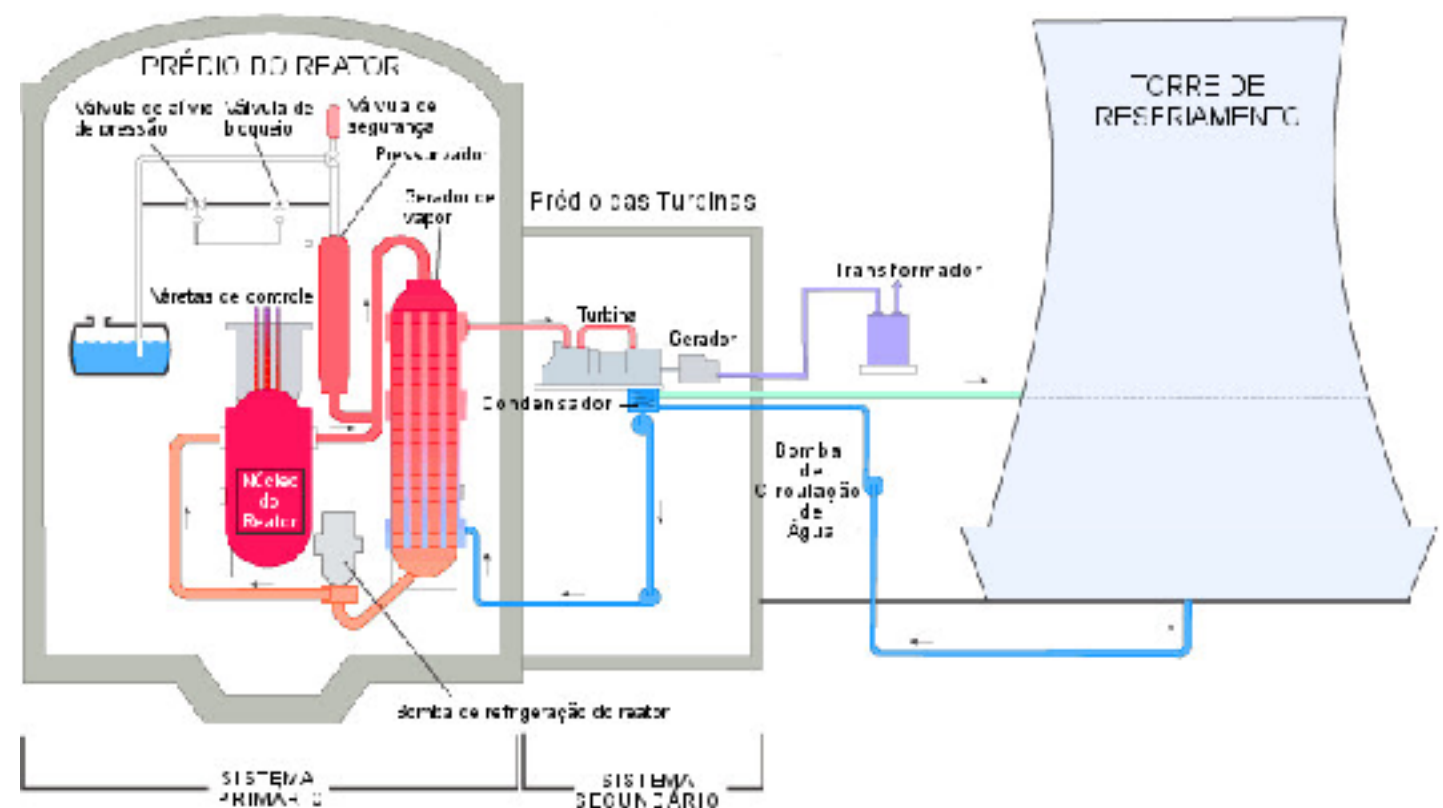 PRÉDIO DO REATOR
Válvula de alívio
de pressão
Válvula de
bloqueio
Válvula de
segurança
Pressurizador
Gerador de
vapor
Varetas de controle
Núcleo
do
Reator
Bomba de refrigeração do reator
Prédio das Turbinas
Turbina
Gerador
Condensador
Transformador
Bomba
de
Circulação
de
Água
TORRE DE
RESFRIAMENTO
SISTEMA
PRIMÁRIO
SISTEMA
SECUNDÁRIO